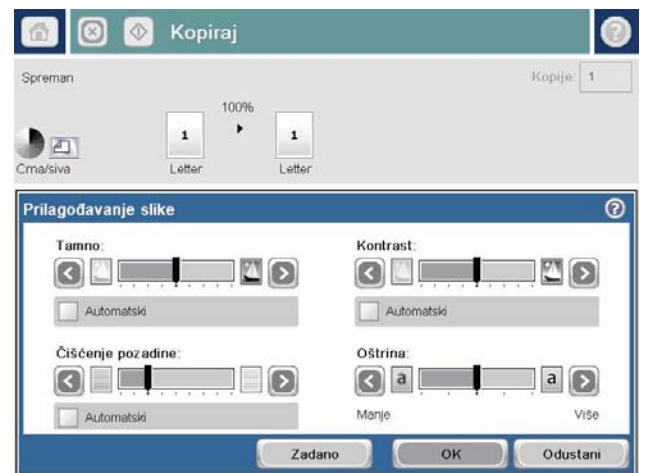 Kopiraj
Spreman
Kopije: 1
100%
1 1
Crna/siva Letter Letter
Prilagođavanje slike
Tamno: Kontrast:
Automatski Automatski
Čišćenje pozadine: Oštrina:
a a
Automatski Manje Više
Zadano OK Odustani